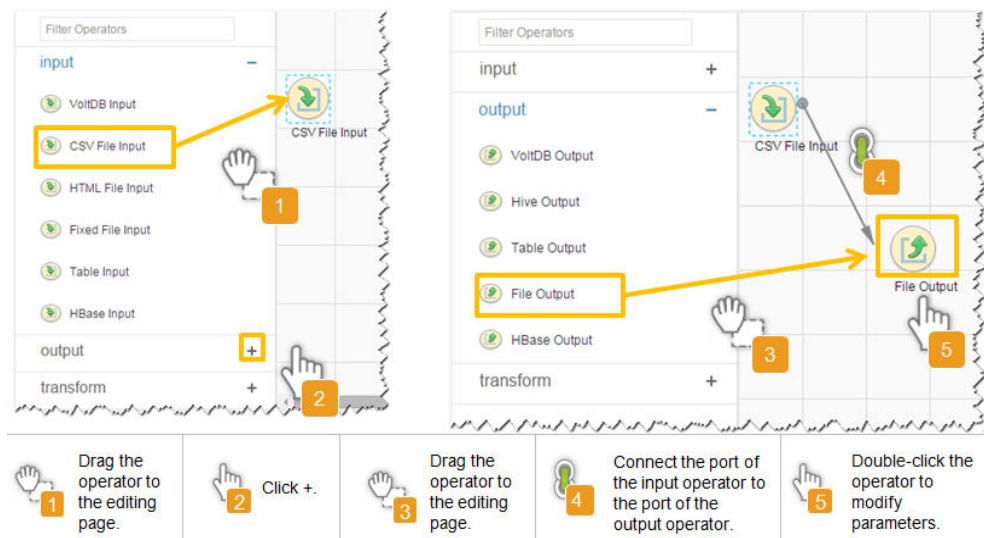 Filter Operators
input −
VoltDB Input
CSV File Input
HTML File Input
Fixed File Input
Table Input
HBase Input
output +
transform +
CSV File Input
1
2
Filter Operators
input +
output −
VoltDB Output
Hive Output
Table Output
File Output
HBase Output
transform +
CSV File Input
4
File Output
3
5
1
Drag the
operator to
the editing
page.
2
Click +.
3
Drag the
operator to
the editing
page.
4
Connect the port of
the input operator to
the port of the
output operator.
5
Double-click the
operator to
modify
parameters.